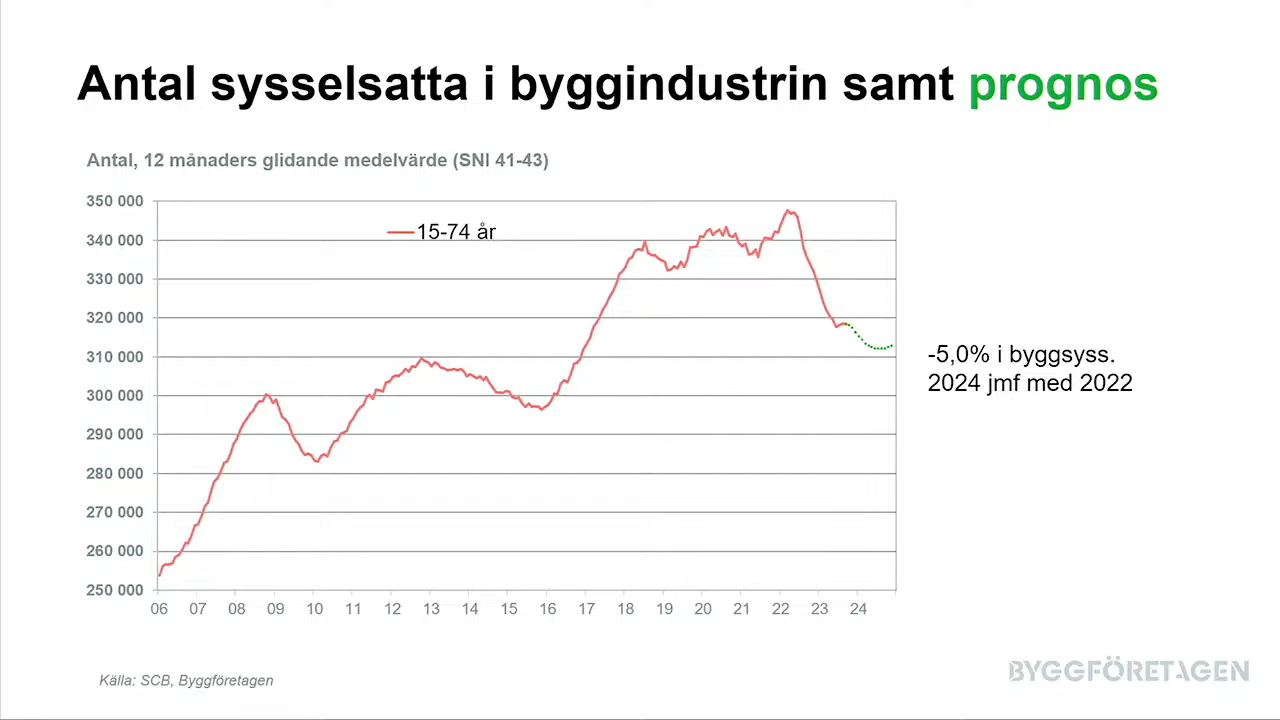 Antal sysselsatta i byggindustrin samt prognos
Antal, 12 månaders glidande medelvärde (SNI 41-43)
350 000
340 000
330 000
320 000
310 000
300 000
290 000
280 000
270 000
260 000
250 000
15-74 år
06 07 08 09 10 11 12 13 14 15 16 17 18 19 20 21 22 23 24
-5,0% i byggsyss.
2024 jmf med 2022
Källa: SCB, Byggföretagen
BYGGFÖRETAGEN